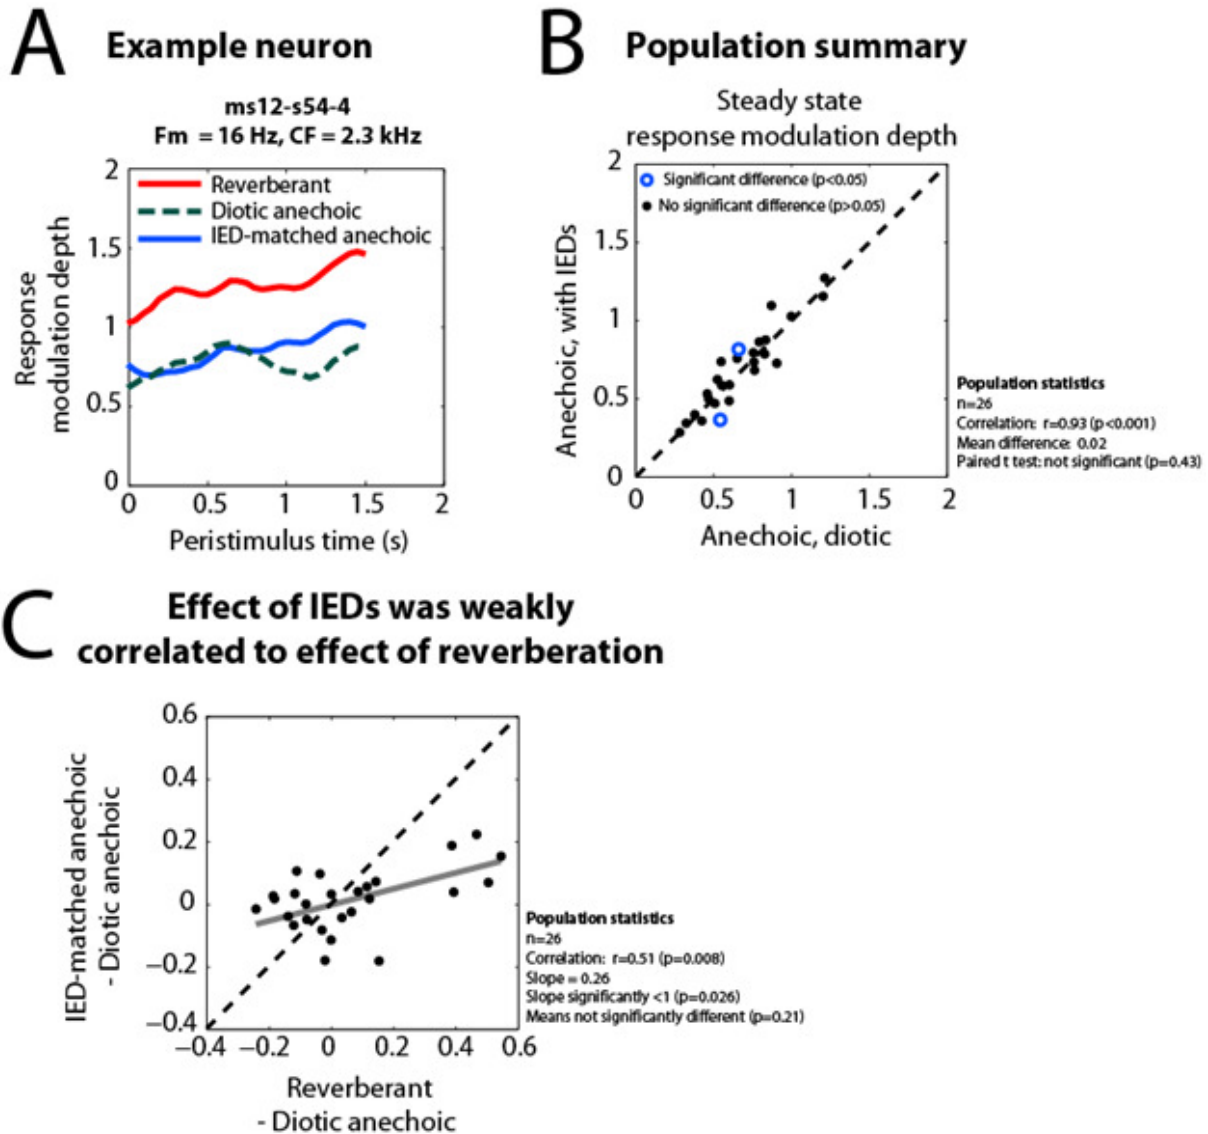 A Example neuron
ms12-s54-4
Fm = 16 Hz, CF = 2.3 kHz
Response
modulation depth
2
1.5
1
0.5
0
Reverberant
Diotic anechoic
IED-matched anechoic
0 0.5 1 1.5 2
Peristimulus time (s)
B Population summary
Steady state
response modulation depth
Anechoic, with IEDs
2
1.5
1
0.5
0
Significant difference (p<0.05)
No significant difference (p>0.05)
0 0.5 1 1.5 2
Anechoic, diotic
Population statistics
n=26
Correlation: r=0.93 (p<0.001)
Mean difference: 0.02
Paired t test: not significant (p=0.43)
C Effect of IEDs was weakly
correlated to effect of reverberation
IED-matched anechoic
- Diotic anechoic
0.6
0.4
0.2
0
−0.2
−0.4
−0.4 −0.2 0 0.2 0.4 0.6
Reverberant
- Diotic anechoic
Population statistics
n=26
Correlation: r=0.51 (p=0.008)
Slope = 0.26
Slope significantly <1 (p=0.026)
Means not significantly different (p=0.21)